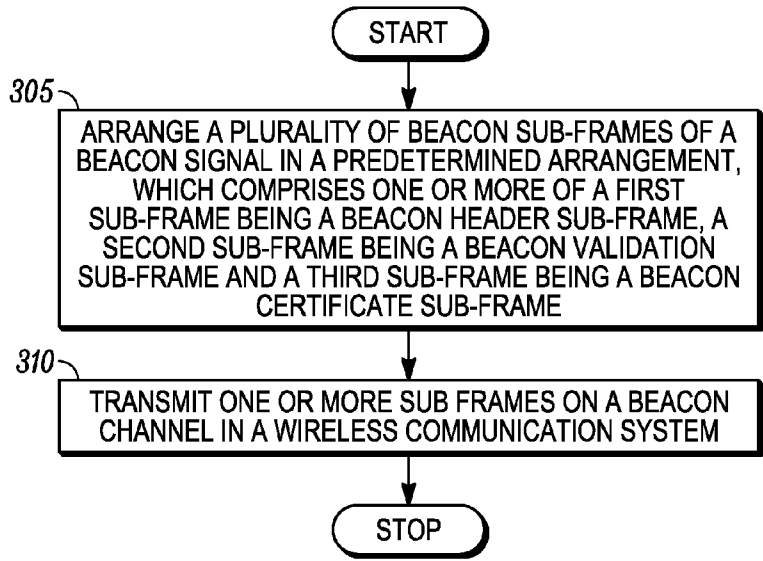 START
305
ARRANGE A PLURALITY OF BEACON SUB-FRAMES OF A
BEACON SIGNAL IN A PREDETERMINED ARRANGEMENT,
WHICH COMPRISES ONE OR MORE OF A FIRST
SUB-FRAME BEING A BEACON HEADER SUB-FRAME, A
SECOND SUB-FRAME BEING A BEACON VALIDATION
SUB-FRAME AND A THIRD SUB-FRAME BEING A BEACON
CERTIFICATE SUB-FRAME
310
TRANSMIT ONE OR MORE SUB FRAMES ON A BEACON
CHANNEL IN A WIRELESS COMMUNICATION SYSTEM
STOP